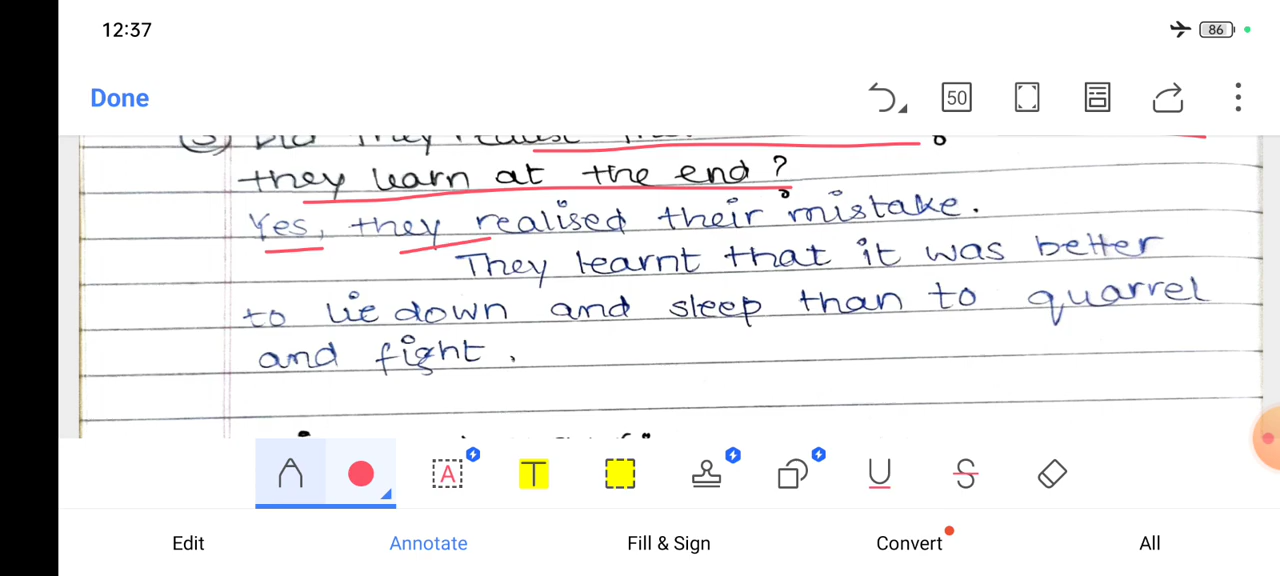 12:37
86
Done
50
they learn at the end?
Yes, they realised their mistake.
They learnt that it was better
to lie down and sleep than to quarrel
and fight.
A
T
U
S
Edit
Annotate
Fill & Sign
Convert
All